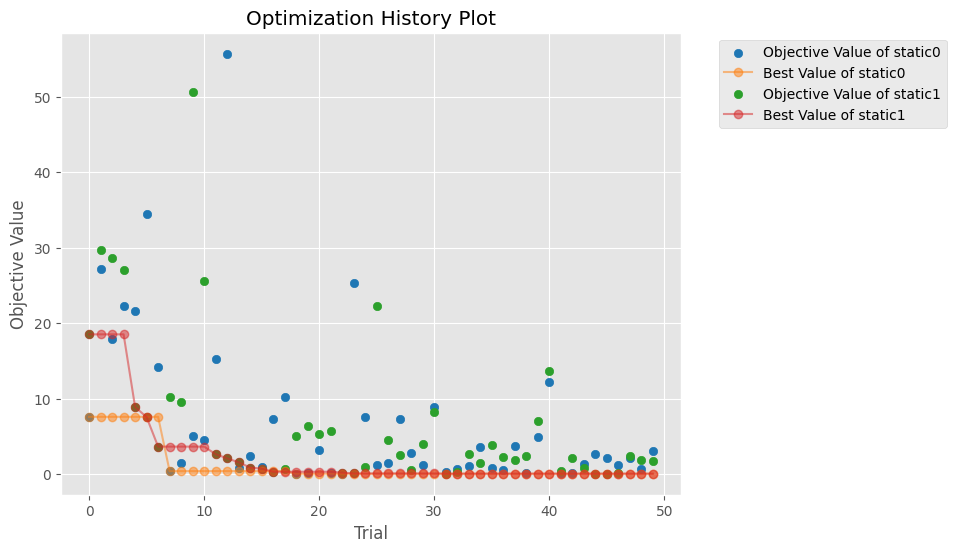 Optimization History Plot
Objective Value
50
40
30
20
10
0
0
10
20
30
40
50
Trial
Objective Value of static0
Best Value of static0
Objective Value of static1
Best Value of static1